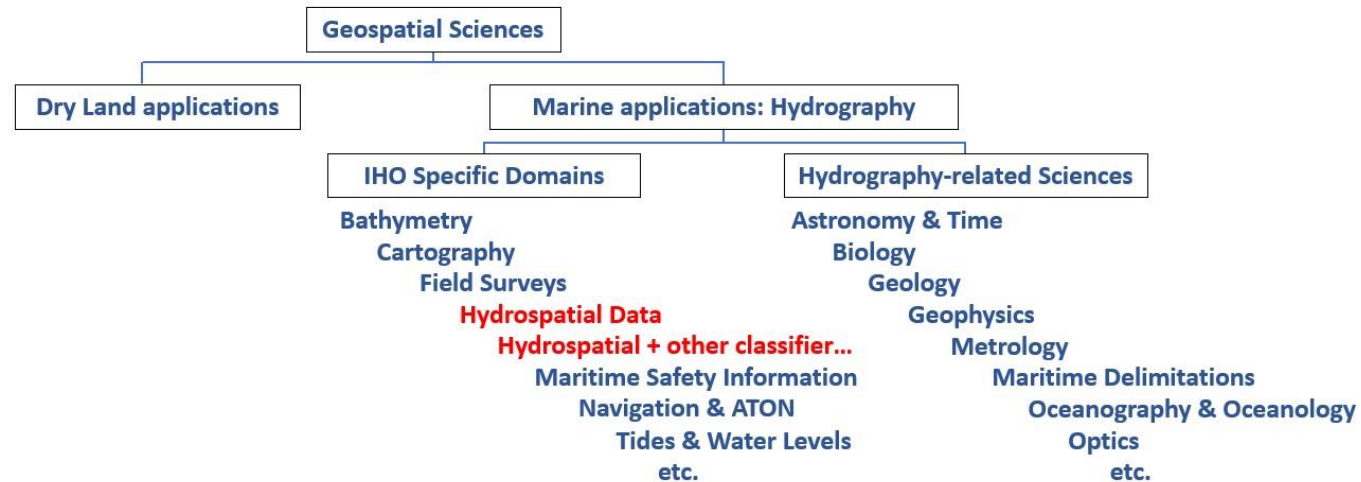 Geospatial Sciences
Dry Land applications
Marine applications: Hydrography
IHO Specific Domains
Bathymetry
Cartography
Field Surveys
Hydrospatial Data
Hydrospatial + other classifier...
Maritime Safety Information
Navigation & ATON
Tides & Water Levels
etc.
Hydrography-related Sciences
Astronomy & Time
Biology
Geology
Geophysics
Metrology
Maritime Delimitations
Oceanography & Oceanology
Optics
etc.